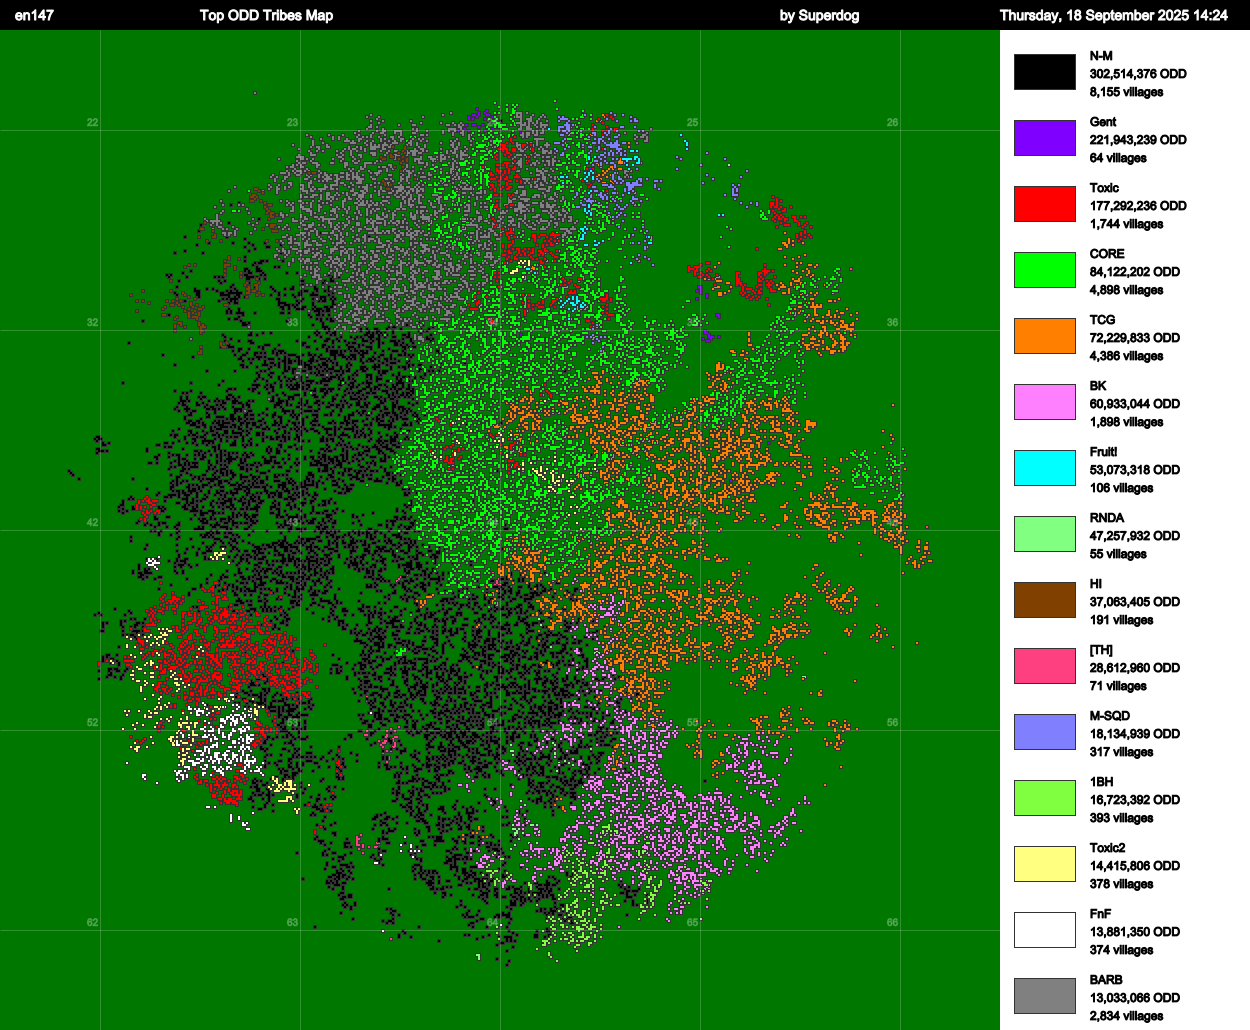 en147
Top ODD Tribes Map
by Superdog
Thursday, 18 September 2025 14:24
N-M
302,514,376 ODD
8,155 villages
Gent
221,943,239 ODD
64 villages
Toxic
177,292,236 ODD
1,744 villages
CORE
84,122,202 ODD
4,898 villages
TCG
72,229,833 ODD
4,386 villages
BK
60,933,044 ODD
1,898 villages
Fruit!
53,073,318 ODD
106 villages
RNDA
47,257,932 ODD
55 villages
HI
37,063,405 ODD
191 villages
[TH]
28,612,960 ODD
71 villages
M-SQD
18,134,939 ODD
317 villages
1BH
16,723,392 ODD
393 villages
Toxic2
14,415,806 ODD
378 villages
FnF
13,881,350 ODD
374 villages
BARB
13,033,066 ODD
2,834 villages
22
23
25
26
32
33
36
42
43
52
53
54
55
56
62
63
64
65
66